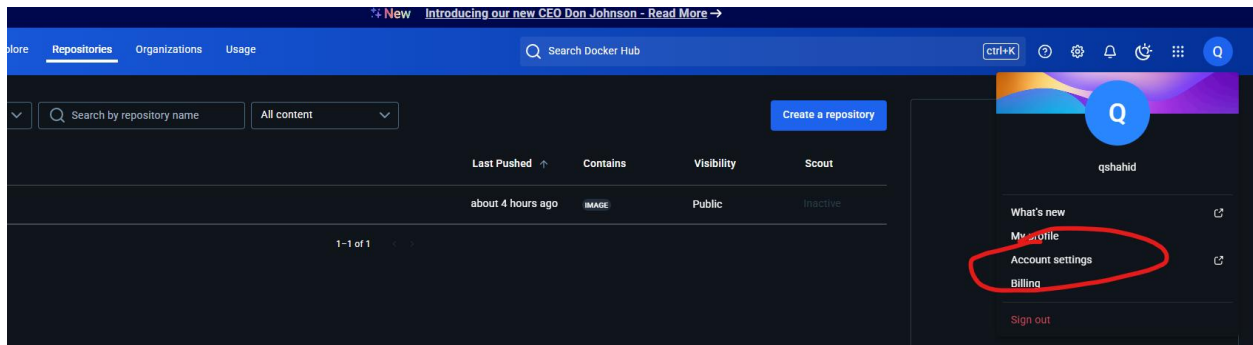 New Introducing our new CEO Don Johnson - Read More →
plore Repositories Organizations Usage Search Docker Hub ctrl+K Q
Search by repository name All content Create a repository
Q
qshahid
Last Pushed ↑ Contains Visibility Scout
about 4 hours ago IMAGE Public Inactive
1-1 of 1
What's new
My profile
Account settings
Billing
Sign out